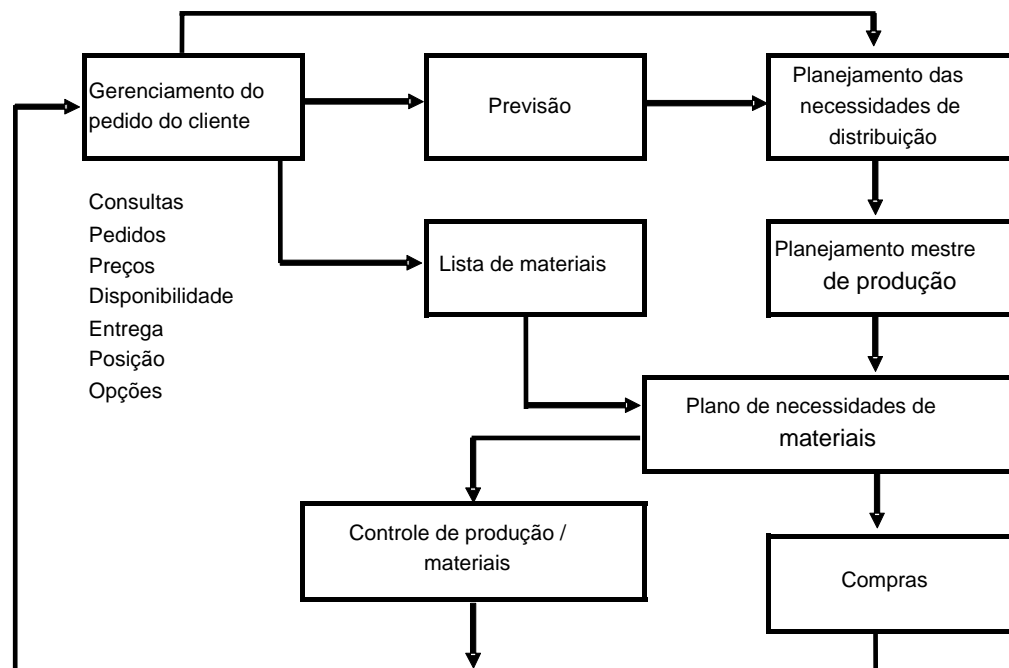 Gerenciamento do
pedido do cliente
Previsão
Planejamento das
necessidades de
distribuição
Consultas
Pedidos
Preços
Disponibilidade
Entrega
Posição
Opções
Lista de materiais
Planejamento mestre
de produção
Plano de necessidades de
materiais
Controle de produção /
materiais
Compras